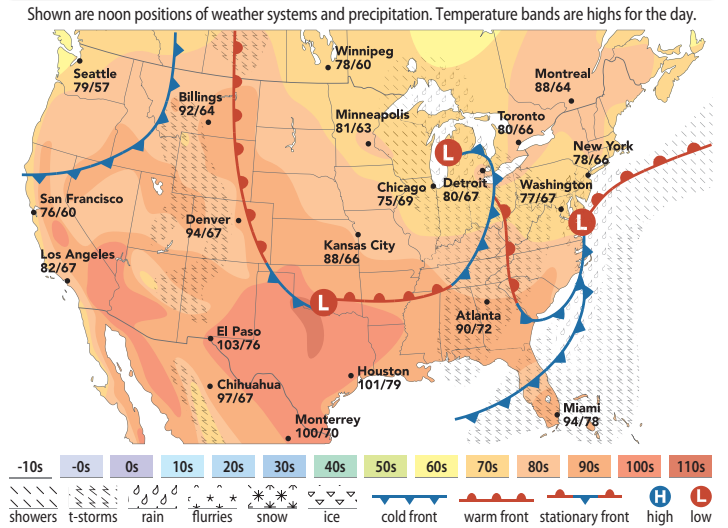 Shown are noon positions of weather systems and precipitation. Temperature bands are highs for the day.
Winnipeg
78/60
Seattle
79/57
Montreal
88/64
Billings
92/64
Minneapolis
81/63
Toronto
80/66
New York
78/66
L
Chicago
75/69
Detroit
80/67
Washington
77/67
San Francisco
76/60
Denver
94/67
L
Kansas City
88/66
Los Angeles
82/67
L
Atlanta
90/72
El Paso
103/76
Houston
101/79
Chihuahua
97/67
Miami
94/78
Monterrey
100/70
-10s -0s 0s 10s 20s 30s 40s 50s 60s 70s 80s 90s 100s 110s
H L
showers t-storms rain flurries snow ice cold front warm front stationary front high low